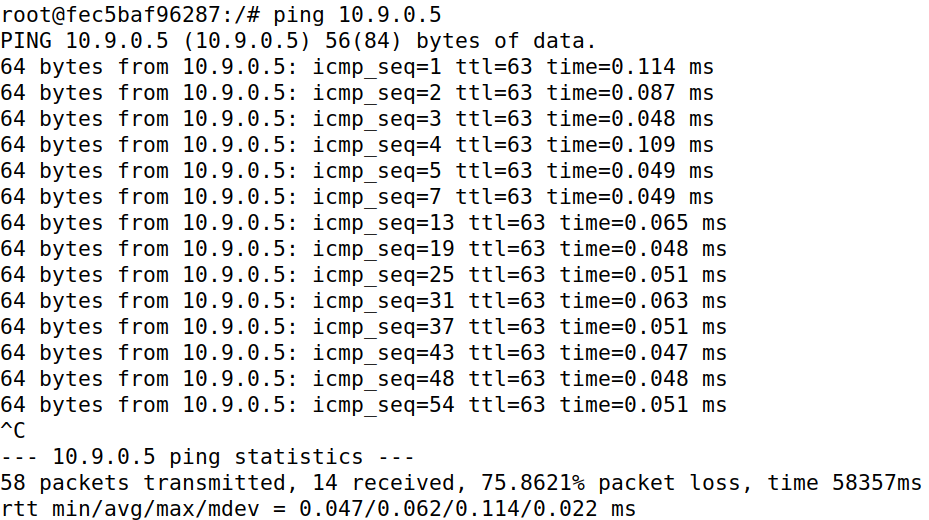 root@fec5baf96287:/# ping 10.9.0.5
PING 10.9.0.5 (10.9.0.5) 56(84) bytes of data.
64 bytes from 10.9.0.5: icmp_seq=1 ttl=63 time=0.114 ms
64 bytes from 10.9.0.5: icmp_seq=2 ttl=63 time=0.087 ms
64 bytes from 10.9.0.5: icmp_seq=3 ttl=63 time=0.048 ms
64 bytes from 10.9.0.5: icmp_seq=4 ttl=63 time=0.109 ms
64 bytes from 10.9.0.5: icmp_seq=5 ttl=63 time=0.049 ms
64 bytes from 10.9.0.5: icmp_seq=7 ttl=63 time=0.049 ms
64 bytes from 10.9.0.5: icmp_seq=13 ttl=63 time=0.065 ms
64 bytes from 10.9.0.5: icmp_seq=19 ttl=63 time=0.048 ms
64 bytes from 10.9.0.5: icmp_seq=25 ttl=63 time=0.051 ms
64 bytes from 10.9.0.5: icmp_seq=31 ttl=63 time=0.063 ms
64 bytes from 10.9.0.5: icmp_seq=37 ttl=63 time=0.051 ms
64 bytes from 10.9.0.5: icmp_seq=43 ttl=63 time=0.047 ms
64 bytes from 10.9.0.5: icmp_seq=48 ttl=63 time=0.048 ms
64 bytes from 10.9.0.5: icmp_seq=54 ttl=63 time=0.051 ms
^C
--- 10.9.0.5 ping statistics ---
58 packets transmitted, 14 received, 75.8621% packet loss, time 58357ms
rtt min/avg/max/mdev = 0.047/0.062/0.114/0.022 ms